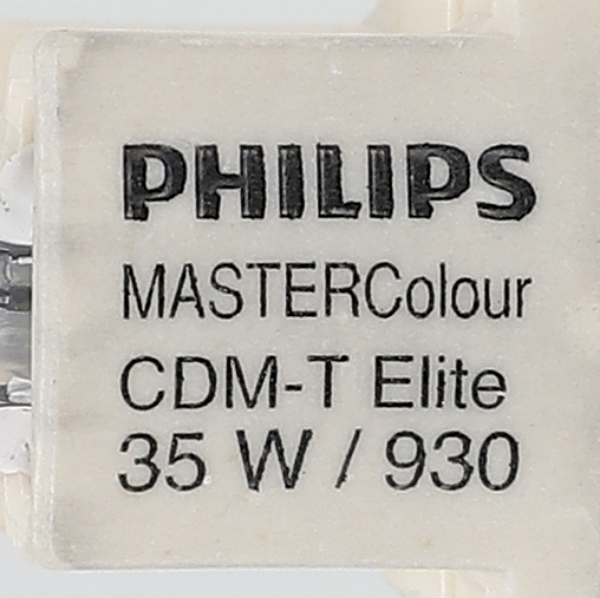 PHILIPS
MASTERColour
CDM-T Elite
35 W / 930